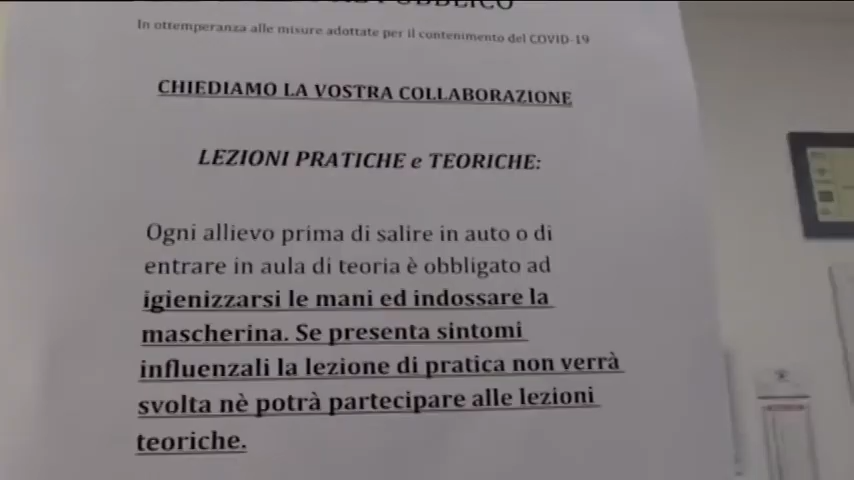 In ottemperanza alle misure adottate per il contenimento del COVID-19
CHIEDIAMO LA VOSTRA COLLABORAZIONE
LEZIONI PRATICHE e TEORICHE:
Ogni allievo prima di salire in auto o di
entrare in aula di teoria è obbligato ad
igienizzarsi le mani ed indossare la
mascherina. Se presenta sintomi
influenzali la lezione di pratica non verrà
svolta nè potrà partecipare alle lezioni
teoriche.